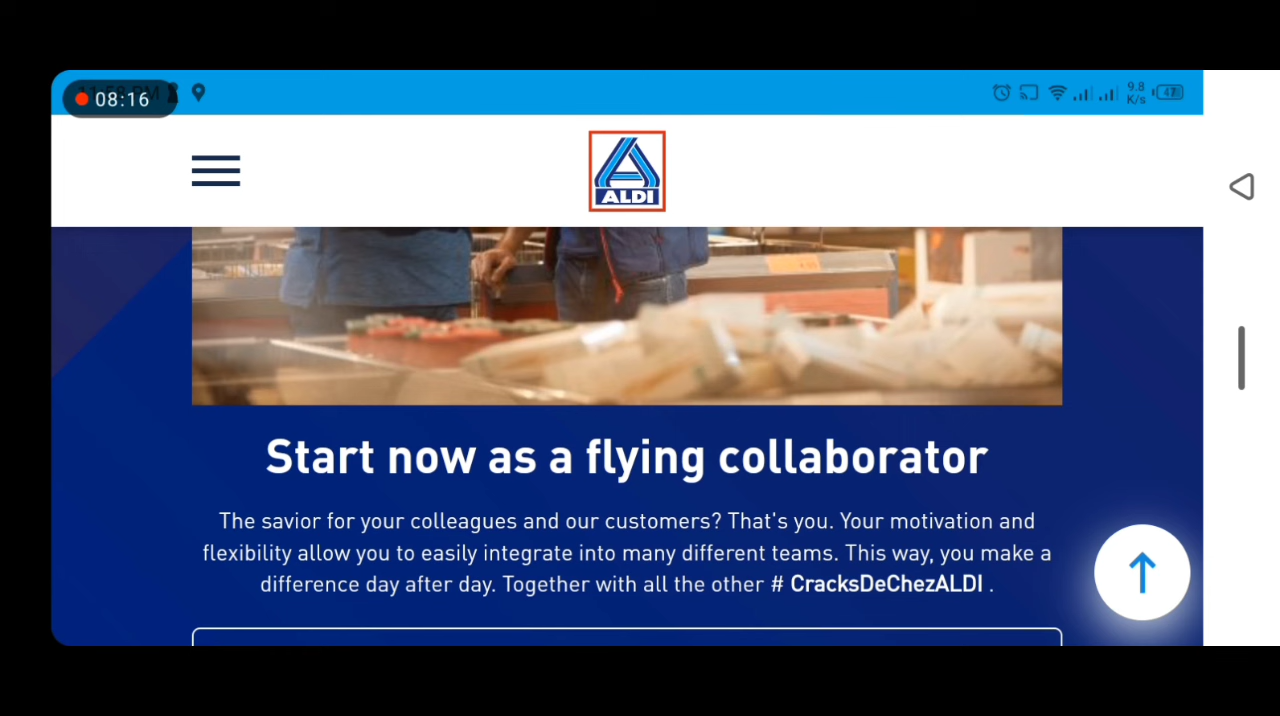 08:16
9.8
K/s
ALDI
Start now as a flying collaborator
The savior for your colleagues and our customers? That's you. Your motivation and
flexibility allow you to easily integrate into many different teams. This way, you make a
difference day after day. Together with all the other # CracksDeChezALDI .